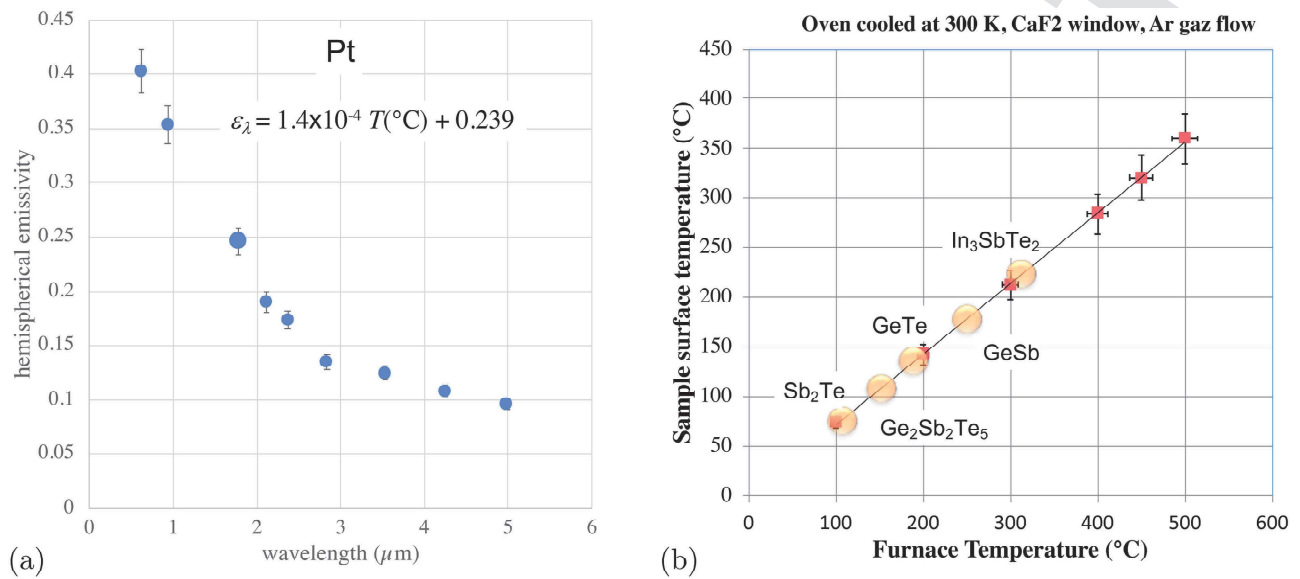 Pt
ε_λ = 1.4x10⁻⁴ T(°C) + 0.239
0.45
0.4
0.35
0.3
0.25
0.2
0.15
0.1
0.05
0
0 1 2 3 4 5 6
hemispherical emissivity
wavelength (μm)
(a)
Oven cooled at 300 K, CaF2 window, Ar gaz flow
450
400
350
300
250
200
150
100
50
0
0 100 200 300 400 500 600
Sample surface temperature (°C)
In₃SbTe₂
GeTe
GeSb
Sb₂Te
Ge₂Sb₂Te₅
Furnace Temperature (°C)
(b)